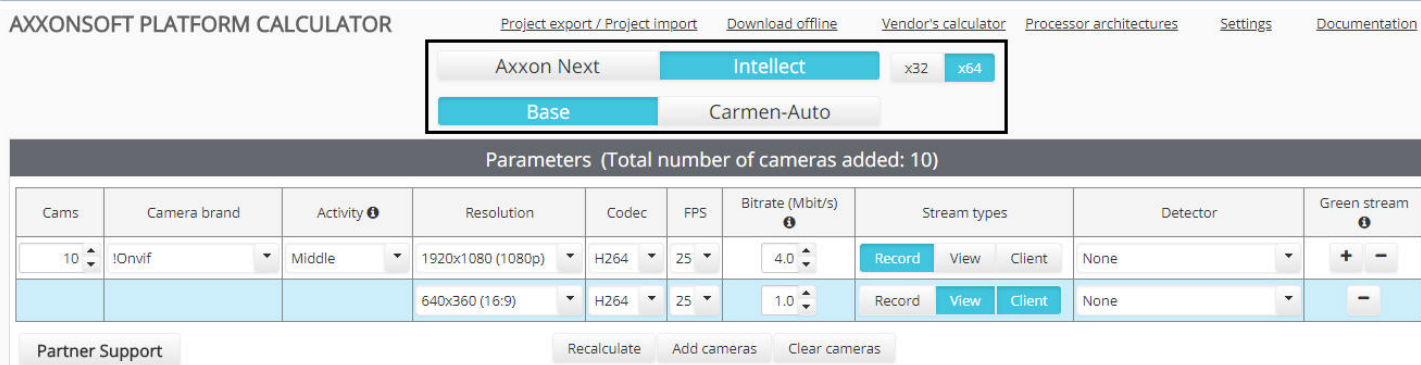 AXXONSOFT PLATFORM CALCULATOR Project export / Project import Download offline Vendor's calculator Processor architectures Settings Documentation
Axxon Next Intellect x32 x64
Base Carmen-Auto
Parameters (Total number of cameras added: 10)
Cams Camera brand Activity Resolution Codec FPS Bitrate (Mbit/s) Stream types Detector Green stream
10 !Onvif Middle 1920x1080 (1080p) H264 25 4.0 Record View Client None + −
640x360 (16:9) H264 25 1.0 Record View Client None −
Partner Support Recalculate Add cameras Clear cameras